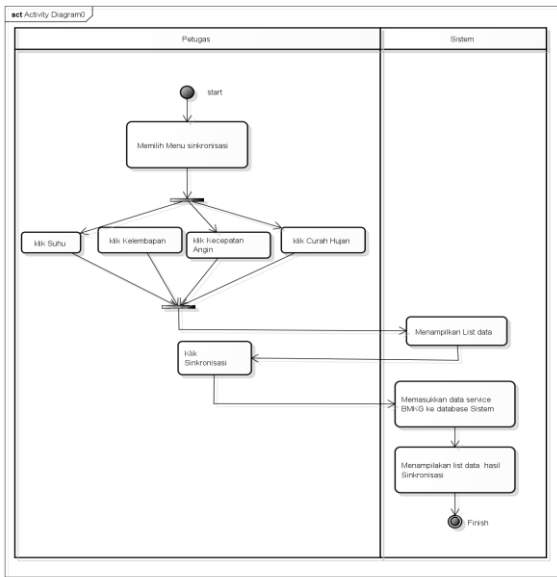 act Activity Diagram0
Petugas
Sistem
start
Memilih Menu sinkronisasi
klik Suhu
klik Kelembapan
klik Kecepatan
Angin
klik Curah Hujan
Menampilkan List data
Klik
Sinkronisasi
Memasukkan data service
BMKG ke database Sistem
Menampilakan list data hasil
Sinkronisasi
Finish